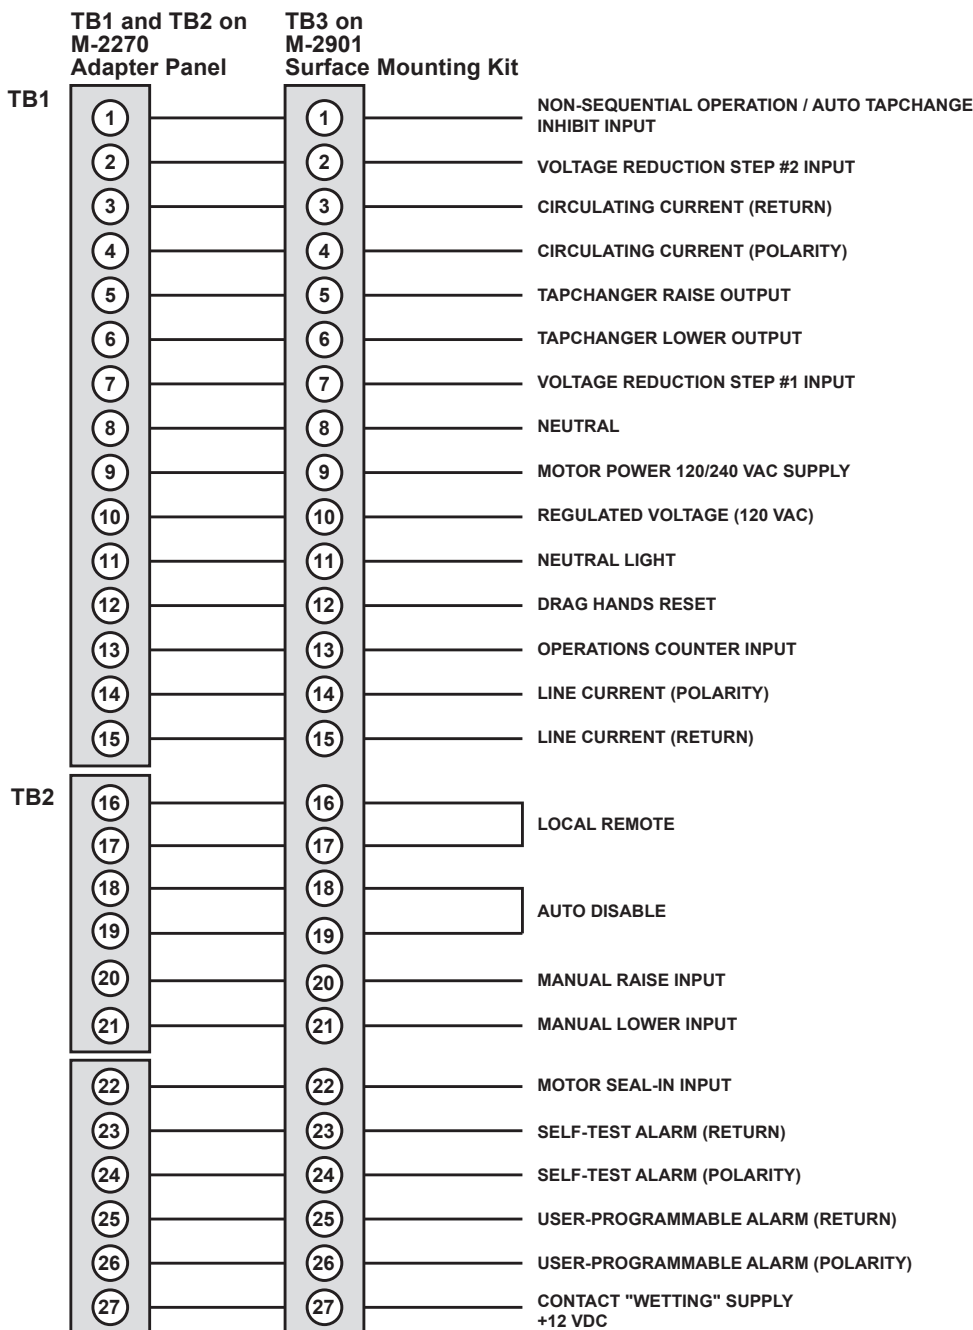 TB1 and TB2 on
M-2270
Adapter Panel
TB3 on
M-2901
Surface Mounting Kit
TB1
1 1 NON-SEQUENTIAL OPERATION / AUTO TAPCHANGE
INHIBIT INPUT
2 2 VOLTAGE REDUCTION STEP #2 INPUT
3 3 CIRCULATING CURRENT (RETURN)
4 4 CIRCULATING CURRENT (POLARITY)
5 5 TAPCHANGER RAISE OUTPUT
6 6 TAPCHANGER LOWER OUTPUT
7 7 VOLTAGE REDUCTION STEP #1 INPUT
8 8 NEUTRAL
9 9 MOTOR POWER 120/240 VAC SUPPLY
10 10 REGULATED VOLTAGE (120 VAC)
11 11 NEUTRAL LIGHT
12 12 DRAG HANDS RESET
13 13 OPERATIONS COUNTER INPUT
14 14 LINE CURRENT (POLARITY)
15 15 LINE CURRENT (RETURN)
TB2
16 16
LOCAL REMOTE
17 17
18 18
AUTO DISABLE
19 19
20 20 MANUAL RAISE INPUT
21 21 MANUAL LOWER INPUT
22 22 MOTOR SEAL-IN INPUT
23 23 SELF-TEST ALARM (RETURN)
24 24 SELF-TEST ALARM (POLARITY)
25 25 USER-PROGRAMMABLE ALARM (RETURN)
26 26 USER-PROGRAMMABLE ALARM (POLARITY)
27 27 CONTACT "WETTING" SUPPLY
+12 VDC